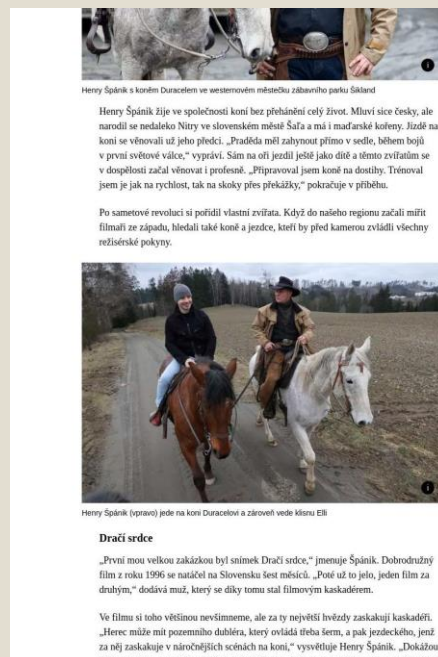 Henry Špánik s koněm Duracelem ve westernovém městečku zábavního parku Šikland
Henry Špánik žije ve společnosti koní bez přehánění celý život. Mluví sice česky, ale
narodil se nedaleko Nitry ve slovenském městě Šaľa a má i maďarské kořeny. Jízdě na
koni se věnovali už jeho předci. „Praděda měl zahynout přímo v sedle, během bojů
v první světové válce,“ vypráví. Sám na oři jezdil ještě jako dítě a těmto zvířatům se
v dospělosti začal věnovat i profesně. „Připravoval jsem koně na dostihy. Trénoval
jsem je jak na rychlost, tak na skoky přes překážky,“ pokračuje v příběhu.
Po sametové revoluci si pořídil vlastní zvířata. Když do našeho regionu začali mířit
filmaři ze západu, hledali také koně a jezdce, kteří by před kamerou zvládli všechny
režisérské pokyny.
Henry Špánik (vpravo) jede na koni Duracelovi a zároveň vede klisnu Elli
Dračí srdce
„První mou velkou zakázkou byl snímek Dračí srdce,“ jmenuje Špánik. Dobrodružný
film z roku 1996 se natáčel na Slovensku šest měsíců. „Poté už to jelo, jeden film za
druhým,“ dodává muž, který se díky tomu stal filmovým kaskadérem.
Ve filmu si toho většinou nevšimneme, ale za ty největší hvězdy zaskakují kaskadéři.
„Herec může mít pozemního dubléra, který ovládá třeba šerm, a pak jezdeckého, jenž
za něj zaskakuje v náročnějších scénách na koni,“ vysvětluje Henry Špánik. „Dokážou